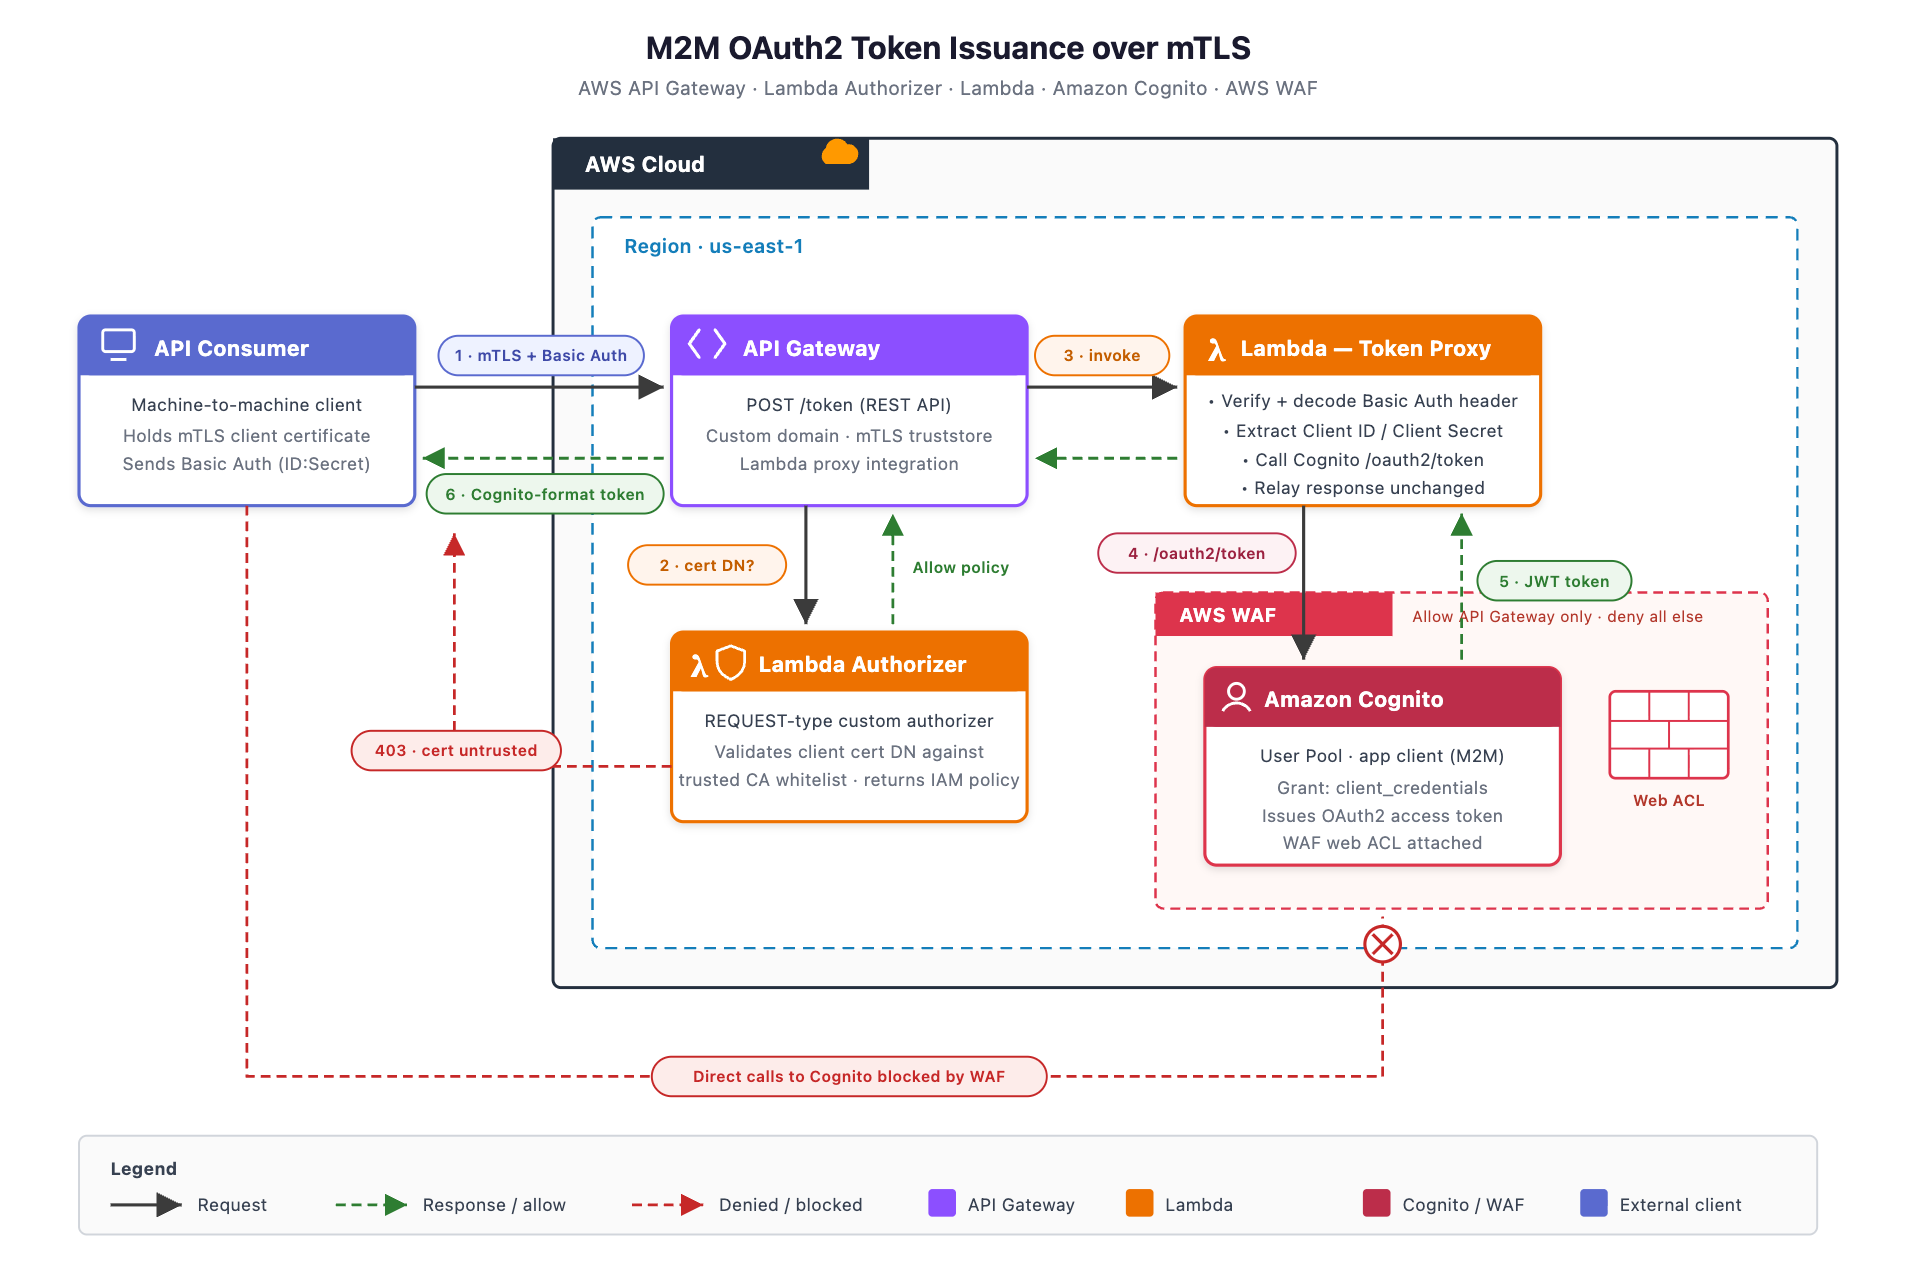 M2M OAuth2 Token Issuance over mTLS
AWS API Gateway · Lambda Authorizer · Lambda · Amazon Cognito · AWS WAF
AWS Cloud
Region · us-east-1
API Consumer
Machine-to-machine client
Holds mTLS client certificate
Sends Basic Auth (ID:Secret)
1 · mTLS + Basic Auth
6 · Cognito-format token
API Gateway
POST /token (REST API)
Custom domain · mTLS truststore
Lambda proxy integration
3 · invoke
λ Lambda — Token Proxy
• Verify + decode Basic Auth header
• Extract Client ID / Client Secret
• Call Cognito /oauth2/token
• Relay response unchanged
2 · cert DN?
Allow policy
4 · /oauth2/token
5 · JWT token
403 · cert untrusted
λ Lambda Authorizer
REQUEST-type custom authorizer
Validates client cert DN against
trusted CA whitelist · returns IAM policy
AWS WAF
Allow API Gateway only · deny all else
Amazon Cognito
User Pool · app client (M2M)
Grant: client_credentials
Issues OAuth2 access token
WAF web ACL attached
Web ACL
Direct calls to Cognito blocked by WAF
Legend
Request
Response / allow
Denied / blocked
API Gateway
Lambda
Cognito / WAF
External client